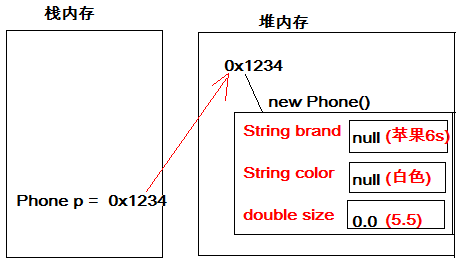 栈内存
堆内存
0x1234
new Phone()
String brand null (苹果6s)
String color null (白色)
Phone p = 0x1234
double size 0.0 (5.5)